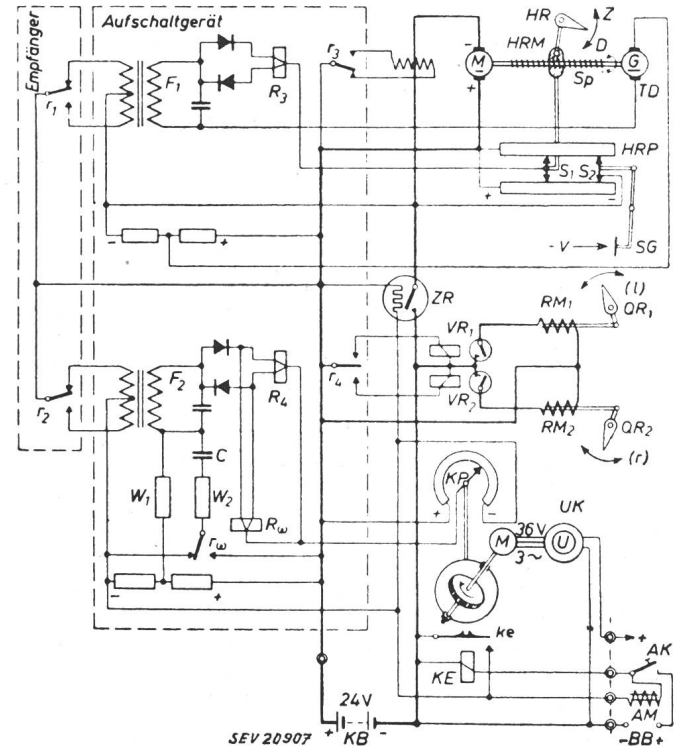 Empfänger
Aufschaltgerät
HR
Z
HRM
D
r3
M
-
+
Sp
G
TD
F1
r1
R3
HRP
S1
S2
+
-
-V
SG
-
+
ZR
(l)
RM1
QR1
VR1
F2
r2
R4
r4
VR2
RM2
QR2
(r)
C
KP
+
-
W1
W2
Rω
rω
UK
M
36V
3~
U
-
+
ke
+
KE
AK
AM
24V
+
-
KB
-BB+
SEV 20907